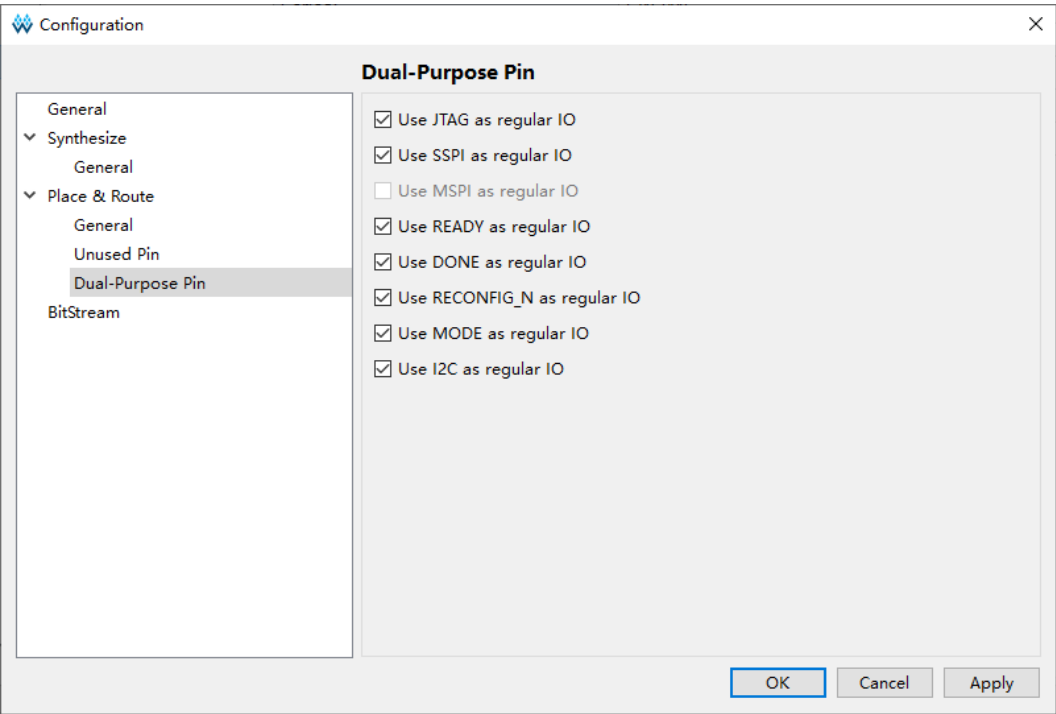 Configuration
Dual-Purpose Pin
General
Synthesize
General
Place & Route
General
Unused Pin
Dual-Purpose Pin
BitStream
Use JTAG as regular IO
Use SSPI as regular IO
Use MSPI as regular IO
Use READY as regular IO
Use DONE as regular IO
Use RECONFIG_N as regular IO
Use MODE as regular IO
Use I2C as regular IO
OK
Cancel
Apply